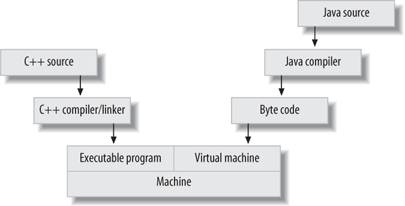 Java source
C++ source
Java compiler
C++ compiler/linker
Byte code
Executable program
Virtual machine
Machine